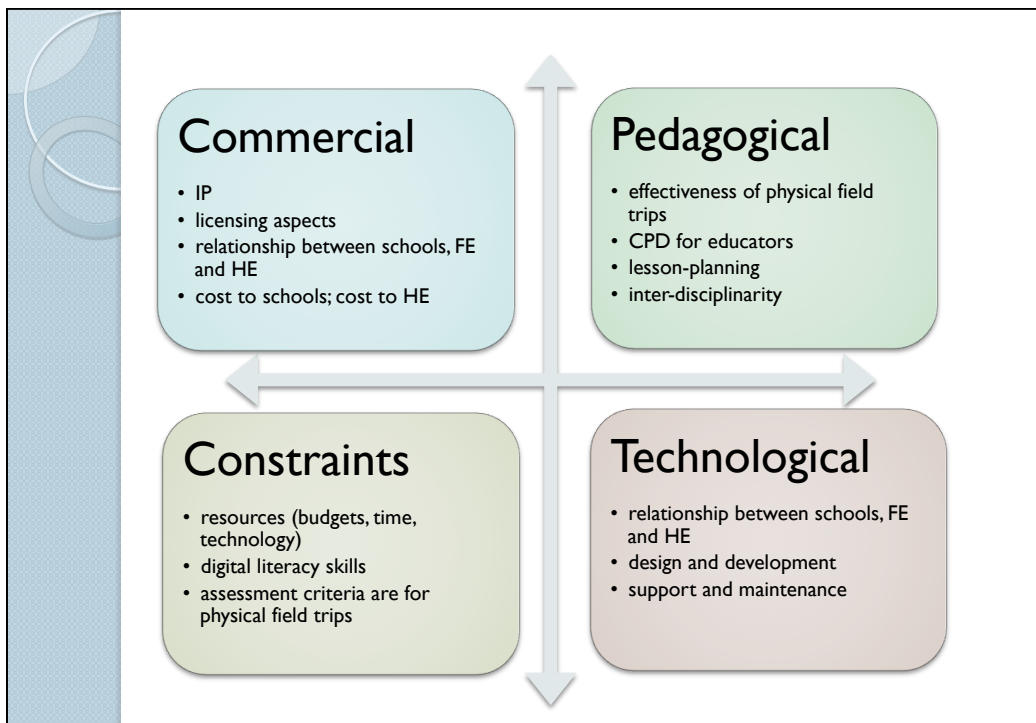 Commercial
• IP
• licensing aspects
• relationship between schools, FE
and HE
• cost to schools; cost to HE
Pedagogical
• effectiveness of physical field
trips
• CPD for educators
• lesson-planning
• inter-disciplinarity
Constraints
• resources (budgets, time,
technology)
• digital literacy skills
• assessment criteria are for
physical field trips
Technological
• relationship between schools, FE
and HE
• design and development
• support and maintenance